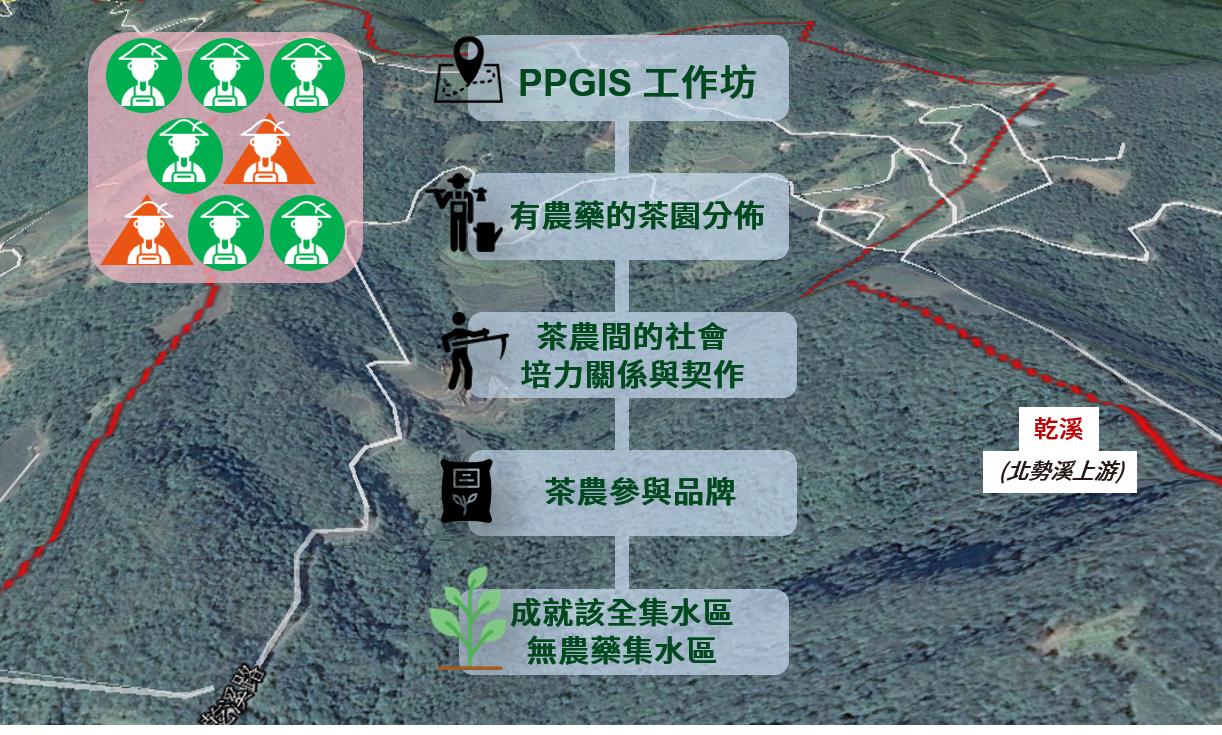 PPGIS 工作坊
有農藥的茶園分佈
茶農間的社會
培力關係與契作
茶農參與品牌
成就該全集水區
無農藥集水區
乾溪
(北勢溪上游)